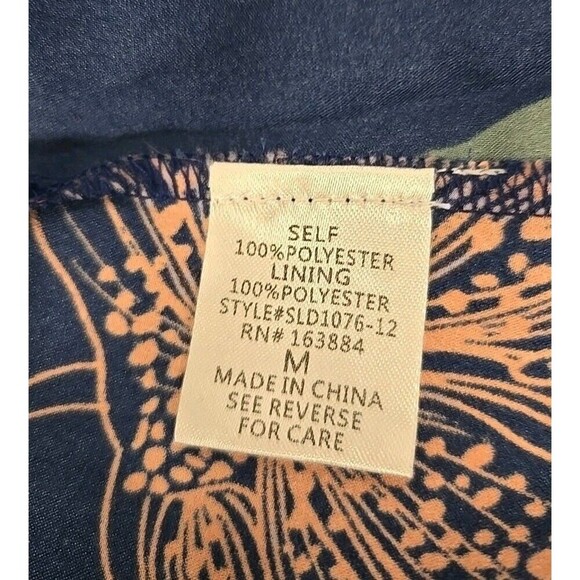 SELF
100%POLYESTER
LINING
100%POLYESTER
STYLE#SLD1076-12
RN# 163884
M
MADE IN CHINA
SEE REVERSE
FOR CARE